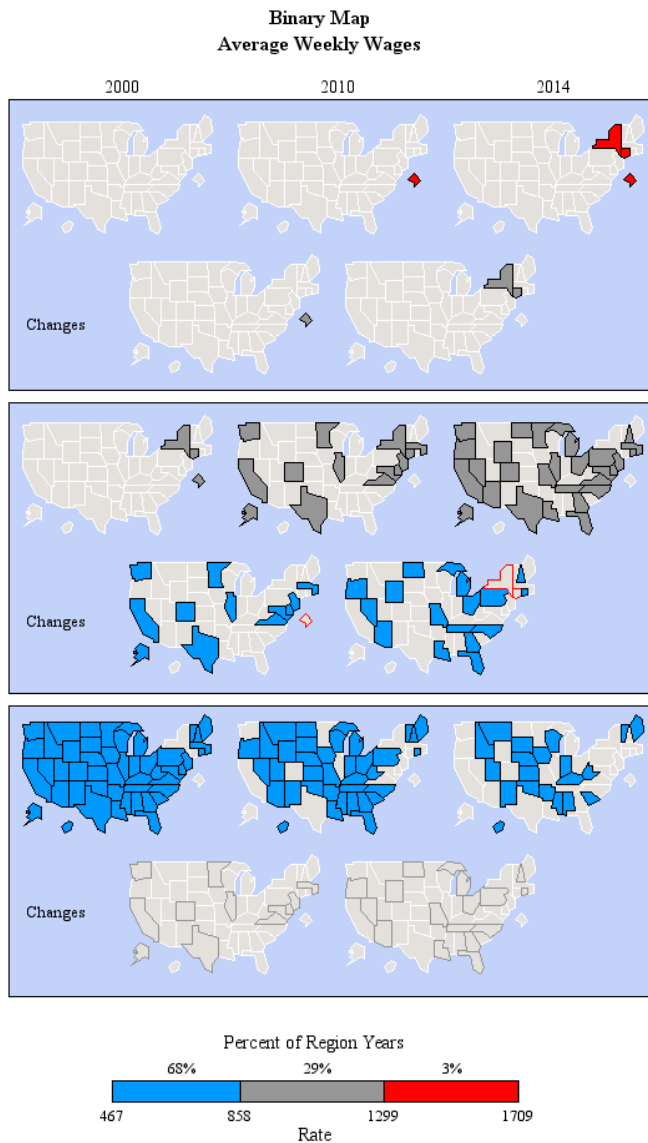 Binary Map
Average Weekly Wages
2000 2010 2014
Changes
Changes
Changes
Percent of Region Years
68% 29% 3%
467 858 1299 1709
Rate